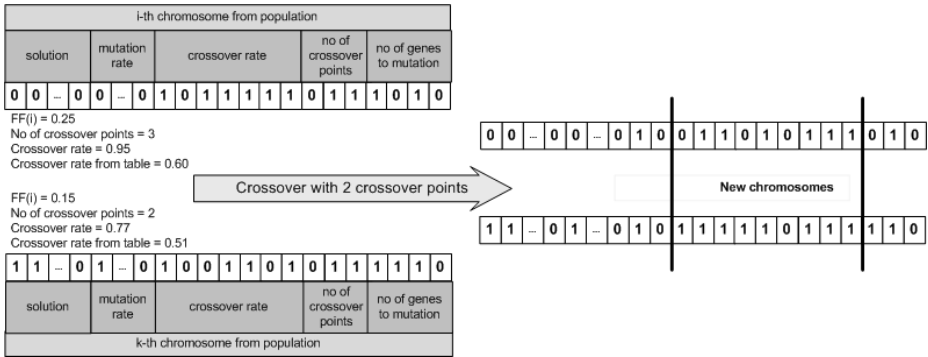 i-th chromosome from population
solution
mutation
rate
crossover rate
no of
crossover
points
no of genes
to mutation
0 0 ... 0 0 ... 0 1 0 1 1 1 1 1 0 1 1 1 0 1 0
FF(i) = 0.25
No of crossover points = 3
Crossover rate = 0.95
Crossover rate from table = 0.60
FF(i) = 0.15
No of crossover points = 2
Crossover rate = 0.77
Crossover rate from table = 0.51
1 1 ... 0 1 ... 0 1 0 0 1 1 0 1 0 1 1 1 1 1 0
solution
mutation
rate
crossover rate
no of
crossover
points
no of genes
to mutation
k-th chromosome from population
Crossover with 2 crossover points
0 0 ... 0 0 ... 0 1 0 0 1 1 0 1 0 1 1 1 0 1 0
New chromosomes
1 1 ... 0 1 ... 0 1 0 1 1 1 1 1 0 1 1 1 1 1 0